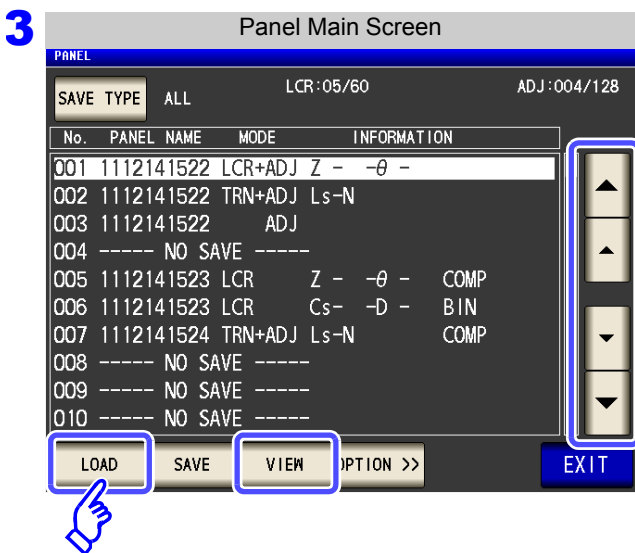 3
Panel Main Screen
PANEL
SAVE TYPE ALL LCR:05/60 ADJ:004/128
No. PANEL NAME MODE INFORMATION
001 1112141522 LCR+ADJ Z - -θ -
002 1112141522 TRN+ADJ Ls-N
003 1112141522 ADJ
004 ----- NO SAVE -----
005 1112141523 LCR Z - -θ - COMP
006 1112141523 LCR Cs- -D - BIN
007 1112141524 TRN+ADJ Ls-N COMP
008 ----- NO SAVE -----
009 ----- NO SAVE -----
010 ----- NO SAVE -----
LOAD SAVE VIEW OPTION >> EXIT